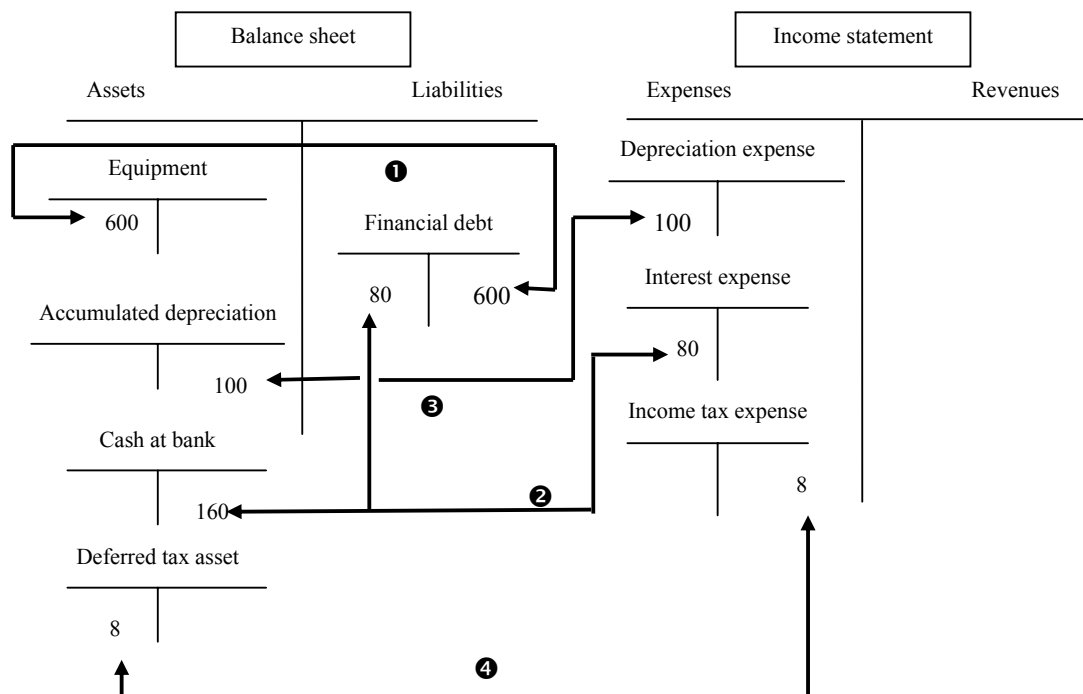 Balance sheet
Income statement
Assets
Liabilities
Expenses
Revenues
Equipment
❶
Depreciation expense
600
Financial debt
100
80
600
Interest expense
Accumulated depreciation
100
80
❸
Income tax expense
Cash at bank
160
❷
8
Deferred tax asset
8
❹